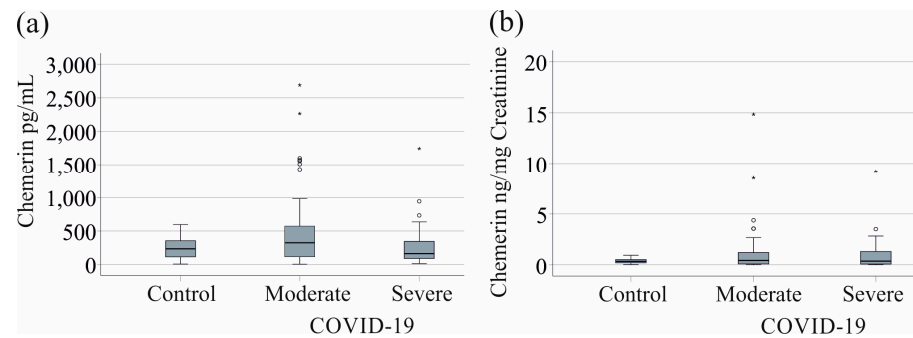 (a)
Chemerin pg/mL
3,000
2,500
2,000
1,500
1,000
500
0
Control
Moderate
Severe
COVID-19
(b)
Chemerin ng/mg Creatinine
20
15
10
5
0
Control
Moderate
Severe
COVID-19